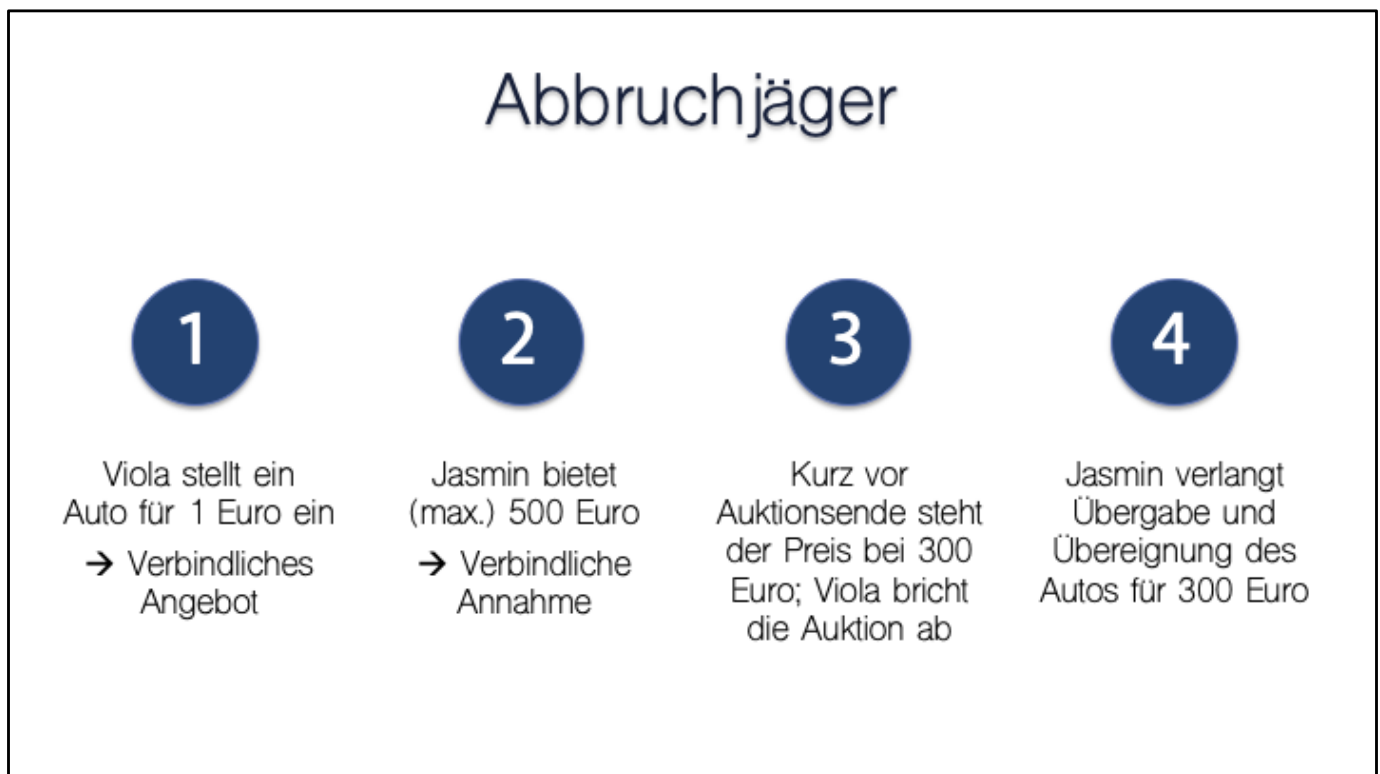 Abbruchjäger
1
2
3
4
Viola stellt ein
Auto für 1 Euro ein
→ Verbindliches
Angebot
Jasmin bietet
(max.) 500 Euro
→ Verbindliche
Annahme
Kurz vor
Auktionsende steht
der Preis bei 300
Euro; Viola bricht
die Auktion ab
Jasmin verlangt
Übergabe und
Übereignung des
Autos für 300 Euro